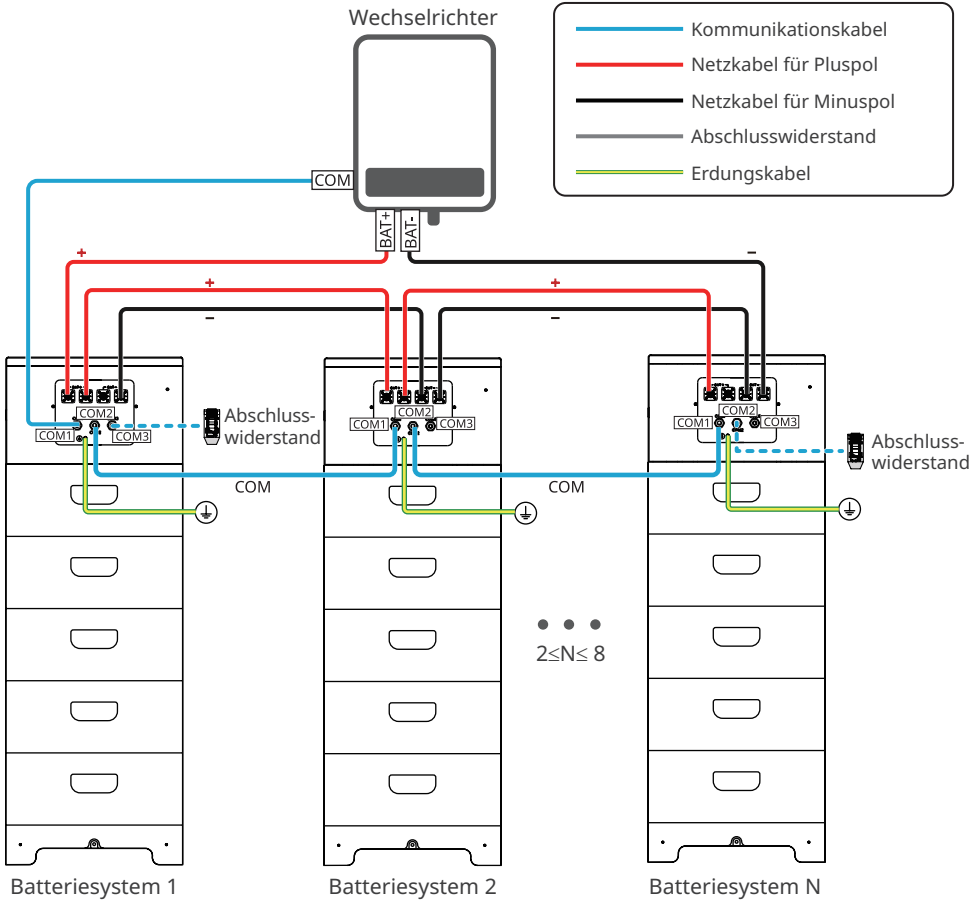 Wechselrichter
Kommunikationskabel
Netzkabel für Pluspol
Netzkabel für Minuspol
Abschlusswiderstand
Erdungskabel
COM
BAT+
BAT-
+
−
+
−
+
−
COM1
COM2
COM3
Abschluss-
widerstand
COM1
COM2
COM3
COM1
COM2
COM3
Abschluss-
widerstand
COM
COM
2≤N≤ 8
Batteriesystem 1
Batteriesystem 2
Batteriesystem N